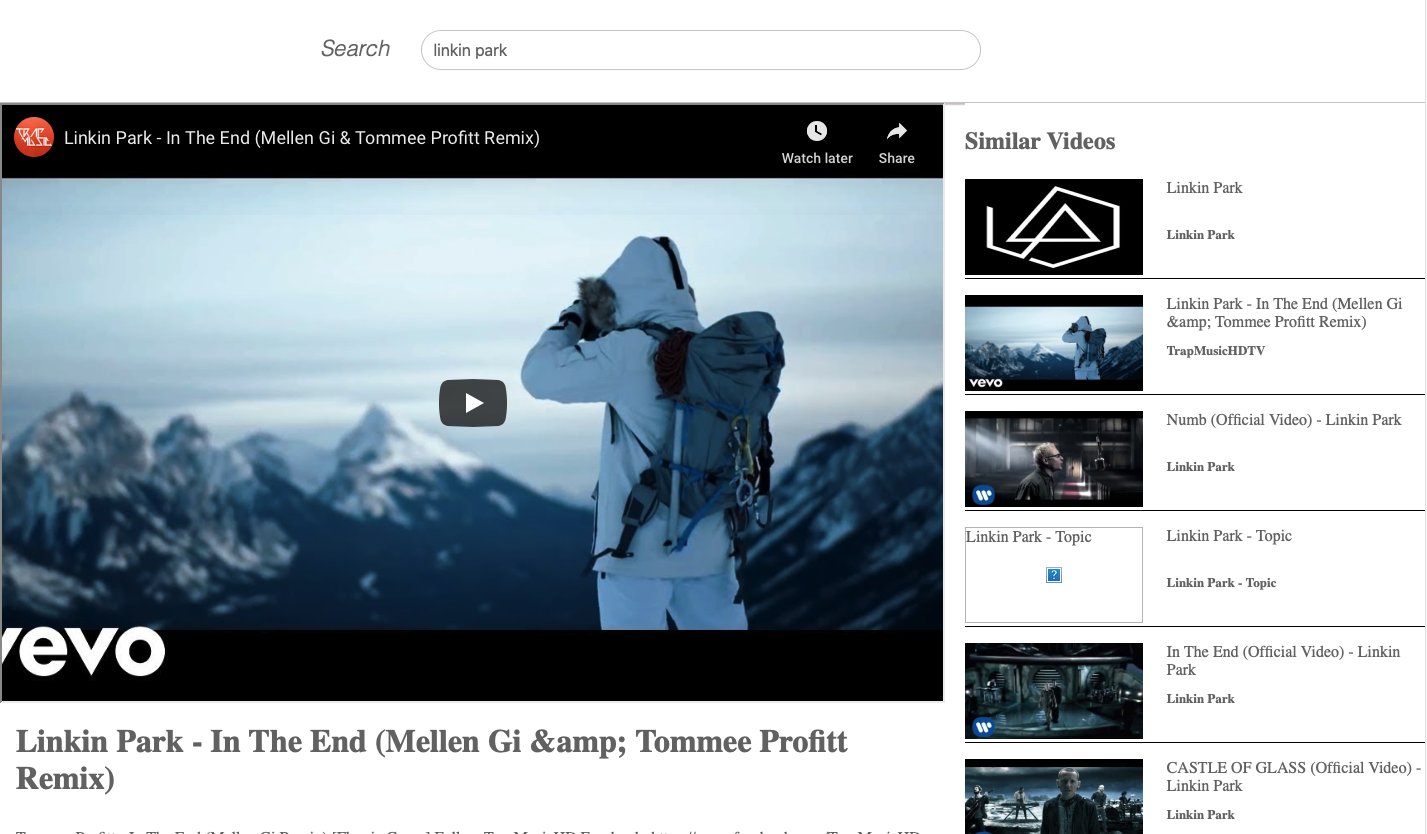 Search
linkin park
Linkin Park - In The End (Mellen Gi & Tommee Profitt Remix)
Watch later
Share
vevo
Linkin Park - In The End (Mellen Gi &amp; Tommee Profitt
Remix)
Similar Videos
Linkin Park
Linkin Park
Linkin Park - In The End (Mellen Gi
&amp; Tommee Profitt Remix)
TrapMusicHDTV
vevo
Numb (Official Video) - Linkin Park
Linkin Park
Linkin Park - Topic
Linkin Park - Topic
Linkin Park - Topic
In The End (Official Video) - Linkin
Park
Linkin Park
CASTLE OF GLASS (Official Video) -
Linkin Park
Linkin Park